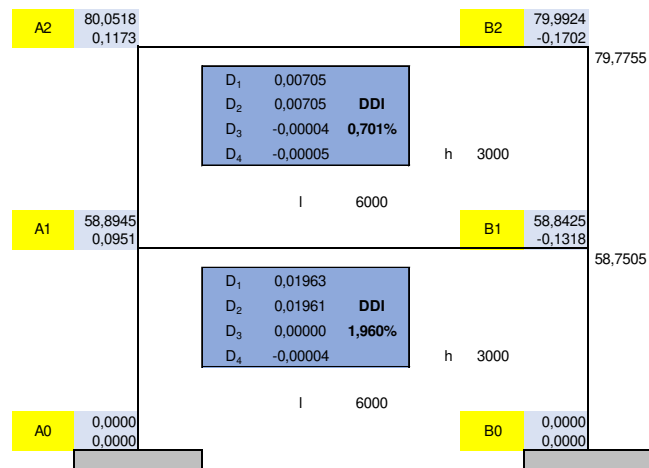 A2 80,0518 B2 79,9924
0,1173 -0,1702
79,7755
D₁ 0,00705
D₂ 0,00705 DDI
D₃ -0,00004 0,701%
D₄ -0,00005 h 3000
l 6000
A1 58,8945 B1 58,8425
0,0951 -0,1318
58,7505
D₁ 0,01963
D₂ 0,01961 DDI
D₃ 0,00000 1,960%
D₄ -0,00004 h 3000
l 6000
A0 0,0000 B0 0,0000
0,0000 0,0000